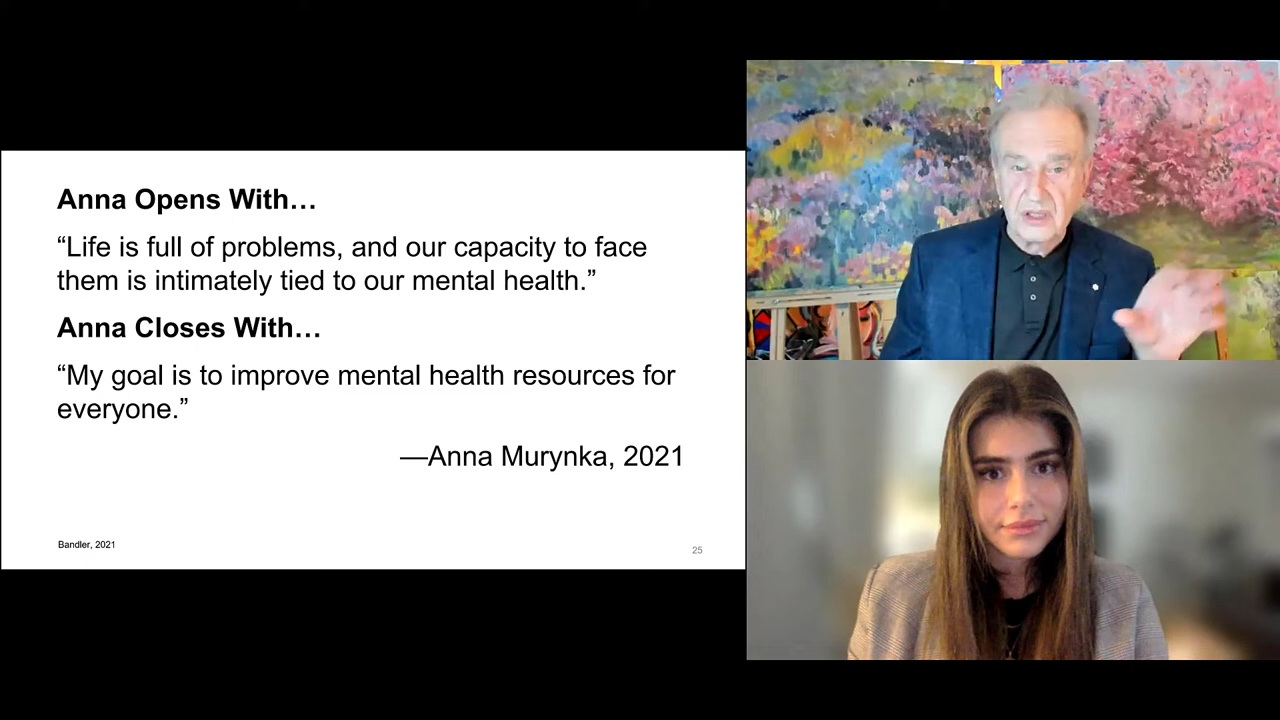 Anna Opens With…
“Life is full of problems, and our capacity to face
them is intimately tied to our mental health.”
Anna Closes With…
“My goal is to improve mental health resources for
everyone.”
—Anna Murynka, 2021
Bandler, 2021
25